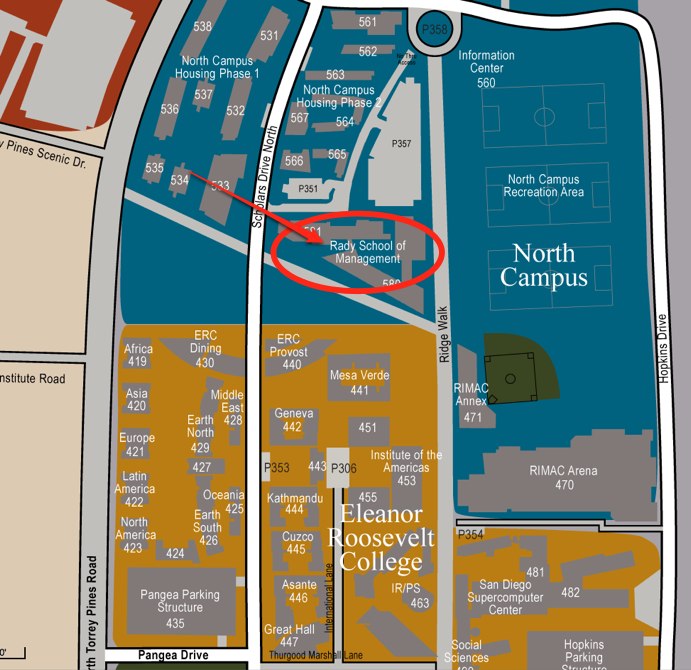 538
531
561
P358
562
North Campus
Housing Phase 1
Information
Center
560
563
North Campus
Housing Phase 2
537
536
532
567
564
P357
y Pines Scenic Dr.
566
565
535
534
533
P351
North Campus
Recreation Area
Scholars Drive North
Rady School of
Management
North
Campus
Ridge Walk
Hopkins Drive
Africa
419
ERC
Dining
430
ERC
Provost
440
nstitute Road
Mesa Verde
441
Asia
420
Middle
East
428
RIMAC
Annex
471
Geneva
442
451
Earth
North
429
Europe
421
427
P353
443
P306
Institute of the
Americas
453
RIMAC Arena
470
Latin
America
422
Oceania
425
Kathmandu
444
455
Eleanor
Roosevelt
College
North
America
423
Earth
South
426
424
Cuzco
445
P354
Pangea Parking
Structure
435
Asante
446
International Lane
IR/PS
463
San Diego
Supercomputer
Center
481
482
th Torrey Pines Road
Great Hall
447
Social
Sciences
Hopkins
Parking
Structure
Pangea Drive
Thurgood Marshall Lane
0'